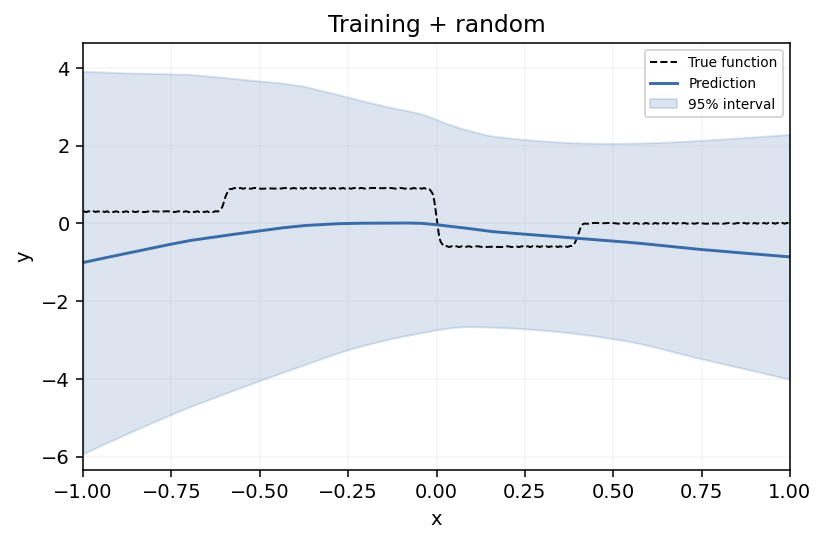 Training + random
True function
Prediction
95% interval
y
4
2
0
−2
−4
−6
−1.00 −0.75 −0.50 −0.25 0.00 0.25 0.50 0.75 1.00
x